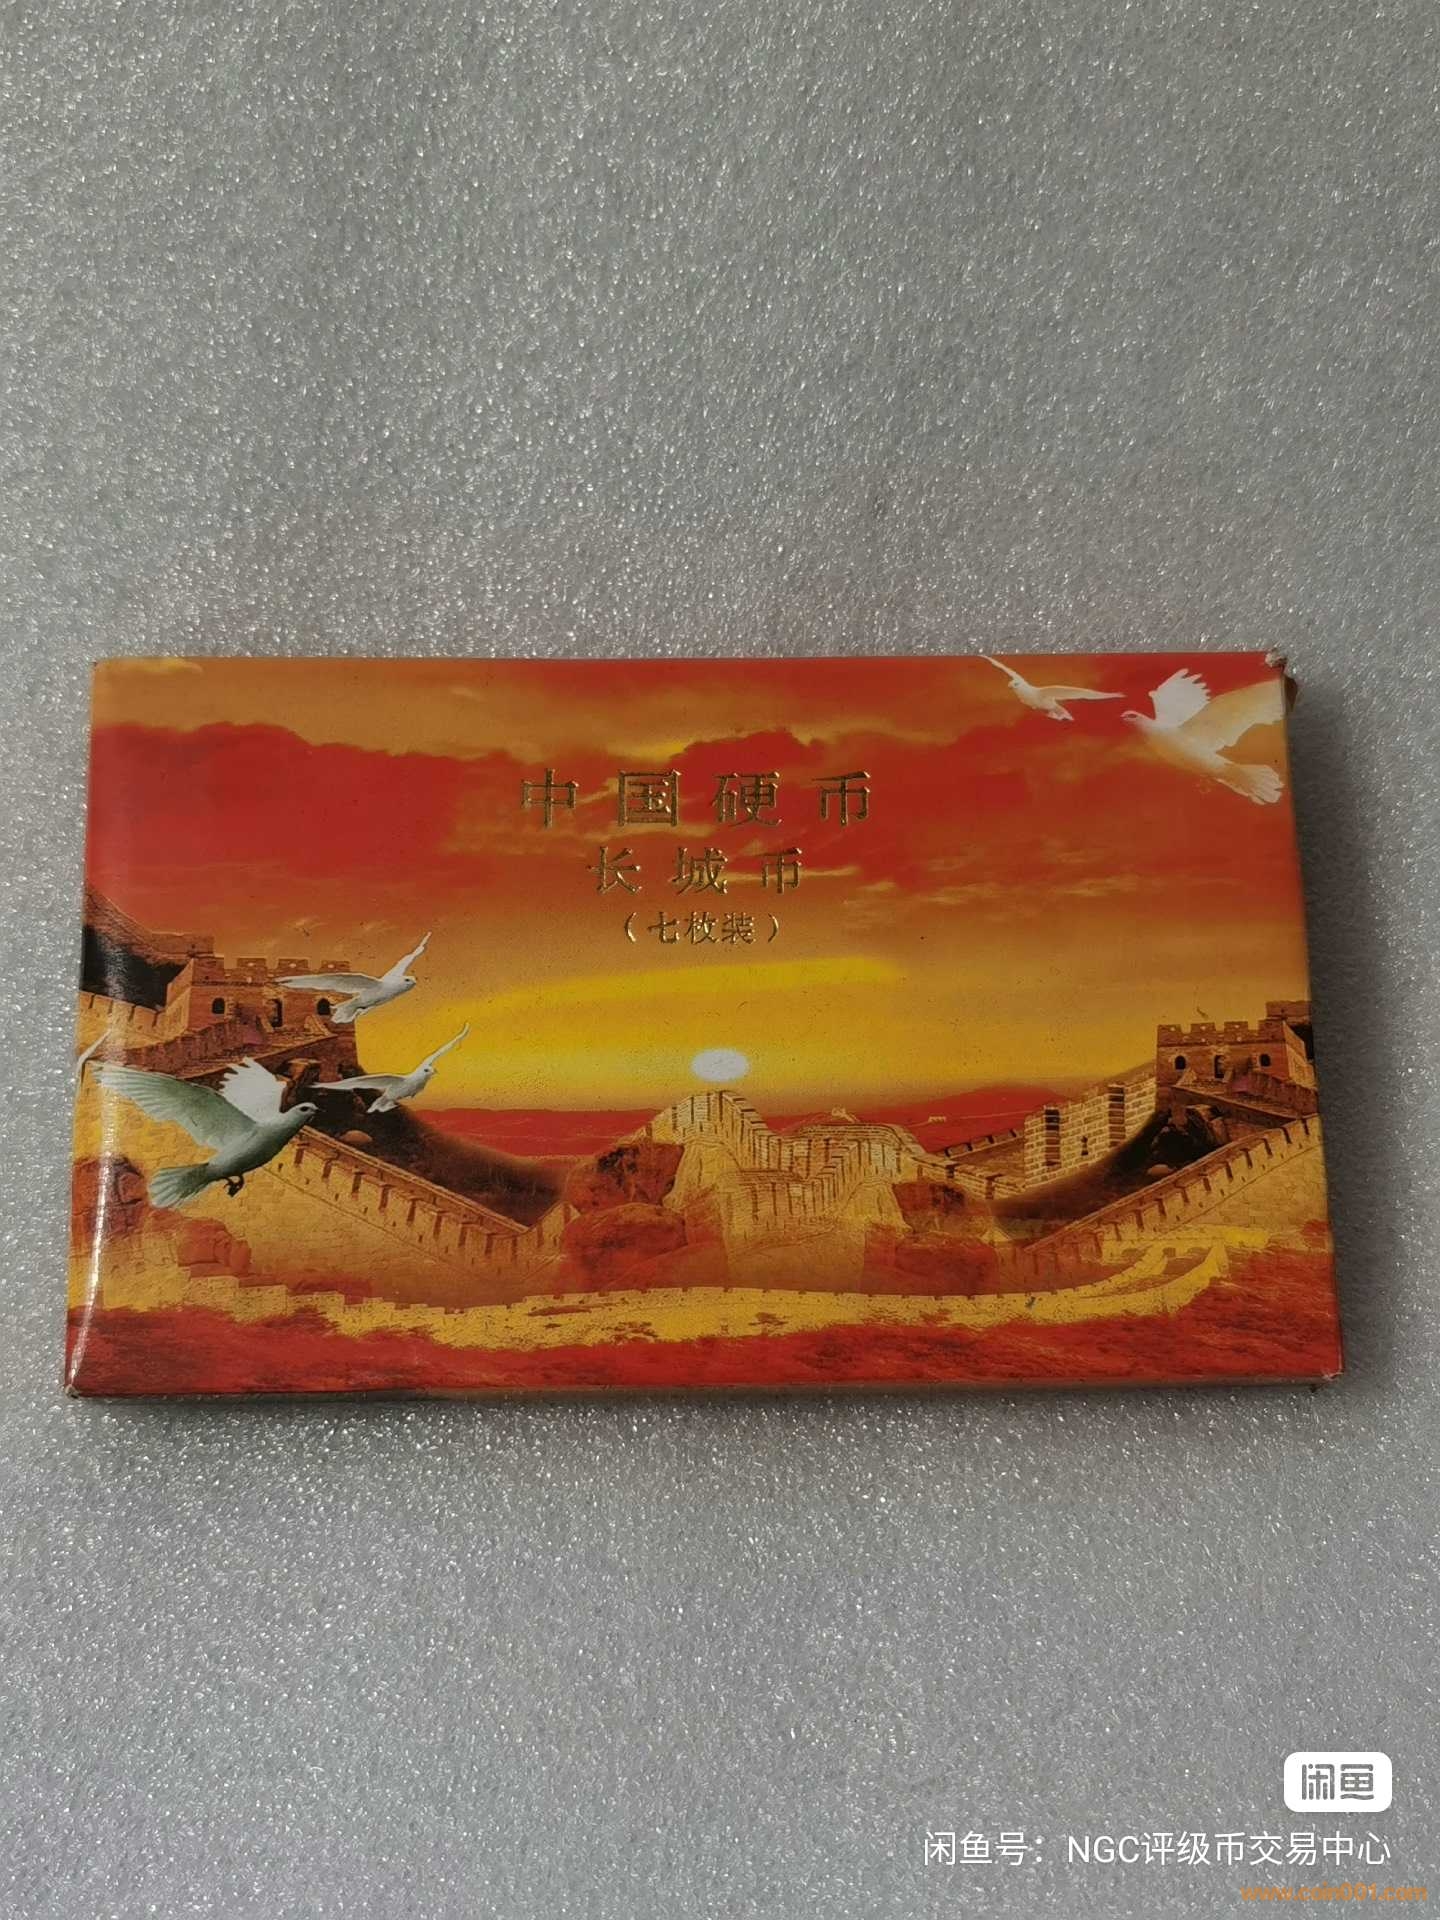 中国硬币
长城币
（七枚装）
闲鱼
闲鱼号：NGC评级币交易中心
www.coin001.com